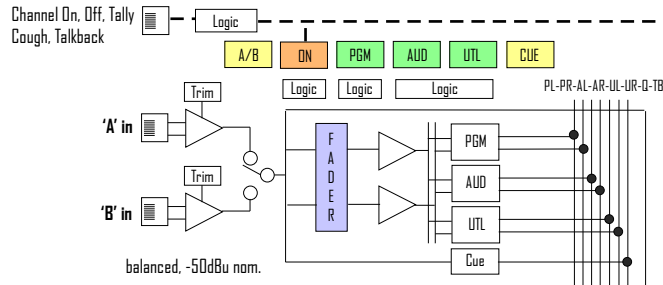 Channel On, Off, Tally
Cough, Talkback
Logic
A/B ON PGM AUD UTL CUE
Logic Logic Logic
PL-PR-AL-AR-UL-UR-Q-TB
Trim
'A' in
FADER
PGM
AUD
Trim
'B' in
UTL
Cue
balanced, -50dBu nom.